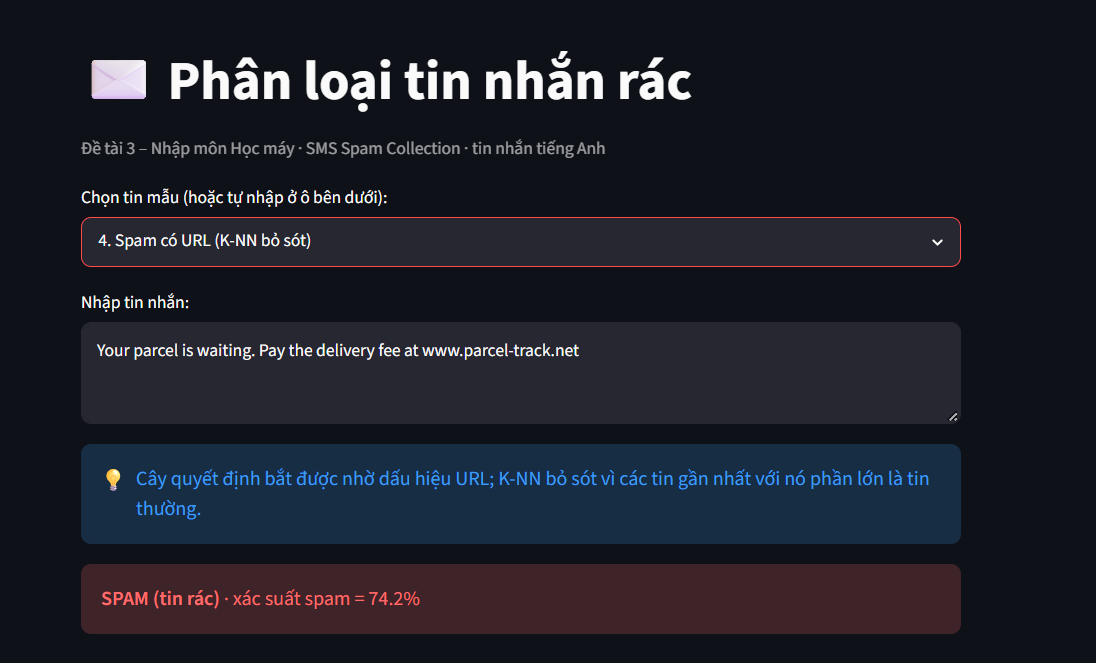 Phân loại tin nhắn rác
Đề tài 3 – Nhập môn Học máy · SMS Spam Collection · tin nhắn tiếng Anh
Chọn tin mẫu (hoặc tự nhập ở ô bên dưới):
4. Spam có URL (K-NN bỏ sót)
Nhập tin nhắn:
Your parcel is waiting. Pay the delivery fee at www.parcel-track.net
Cây quyết định bắt được nhờ dấu hiệu URL; K-NN bỏ sót vì các tin gần nhất với nó phần lớn là tin
thường.
SPAM (tin rác) · xác suất spam = 74.2%